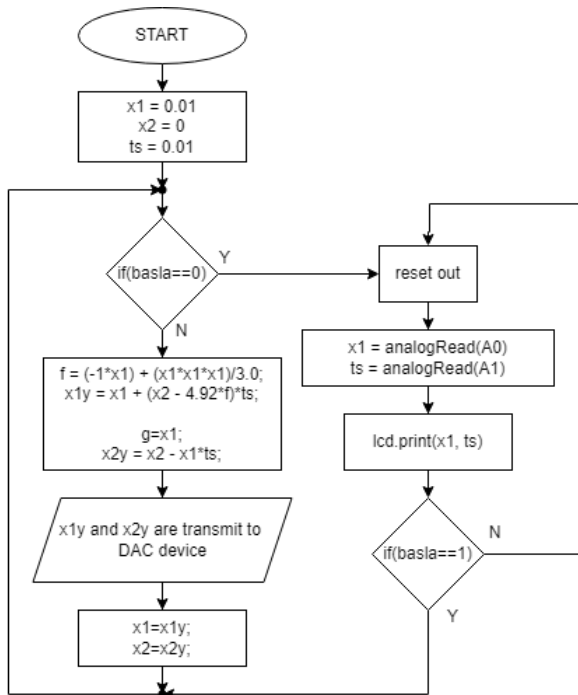 START
x1 = 0.01
x2 = 0
ts = 0.01
if(basla==0)
Y
N
reset out
x1 = analogRead(A0)
ts = analogRead(A1)
lcd.print(x1, ts)
if(basla==1)
N
Y
f = (-1*x1) + (x1*x1*x1)/3.0;
x1y = x1 + (x2 - 4.92*f)*ts;
g=x1;
x2y = x2 - x1*ts;
x1y and x2y are transmit to
DAC device
x1=x1y;
x2=x2y;